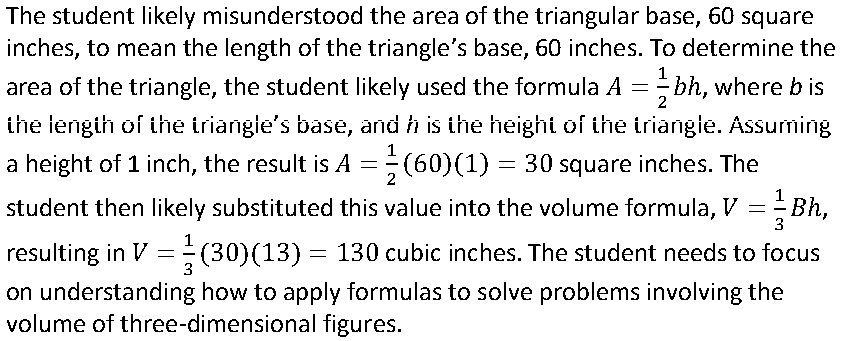 The student likely misunderstood the area of the triangular base, 60 square
inches, to mean the length of the triangle's base, 60 inches. To determine the
area of the triangle, the student likely used the formula A = 1/2 bh, where b is
the length of the triangle's base, and h is the height of the triangle. Assuming
a height of 1 inch, the result is A = 1/2 (60)(1) = 30 square inches. The
student then likely substituted this value into the volume formula, V = 1/3 Bh,
resulting in V = 1/3 (30)(13) = 130 cubic inches. The student needs to focus
on understanding how to apply formulas to solve problems involving the
volume of three-dimensional figures.